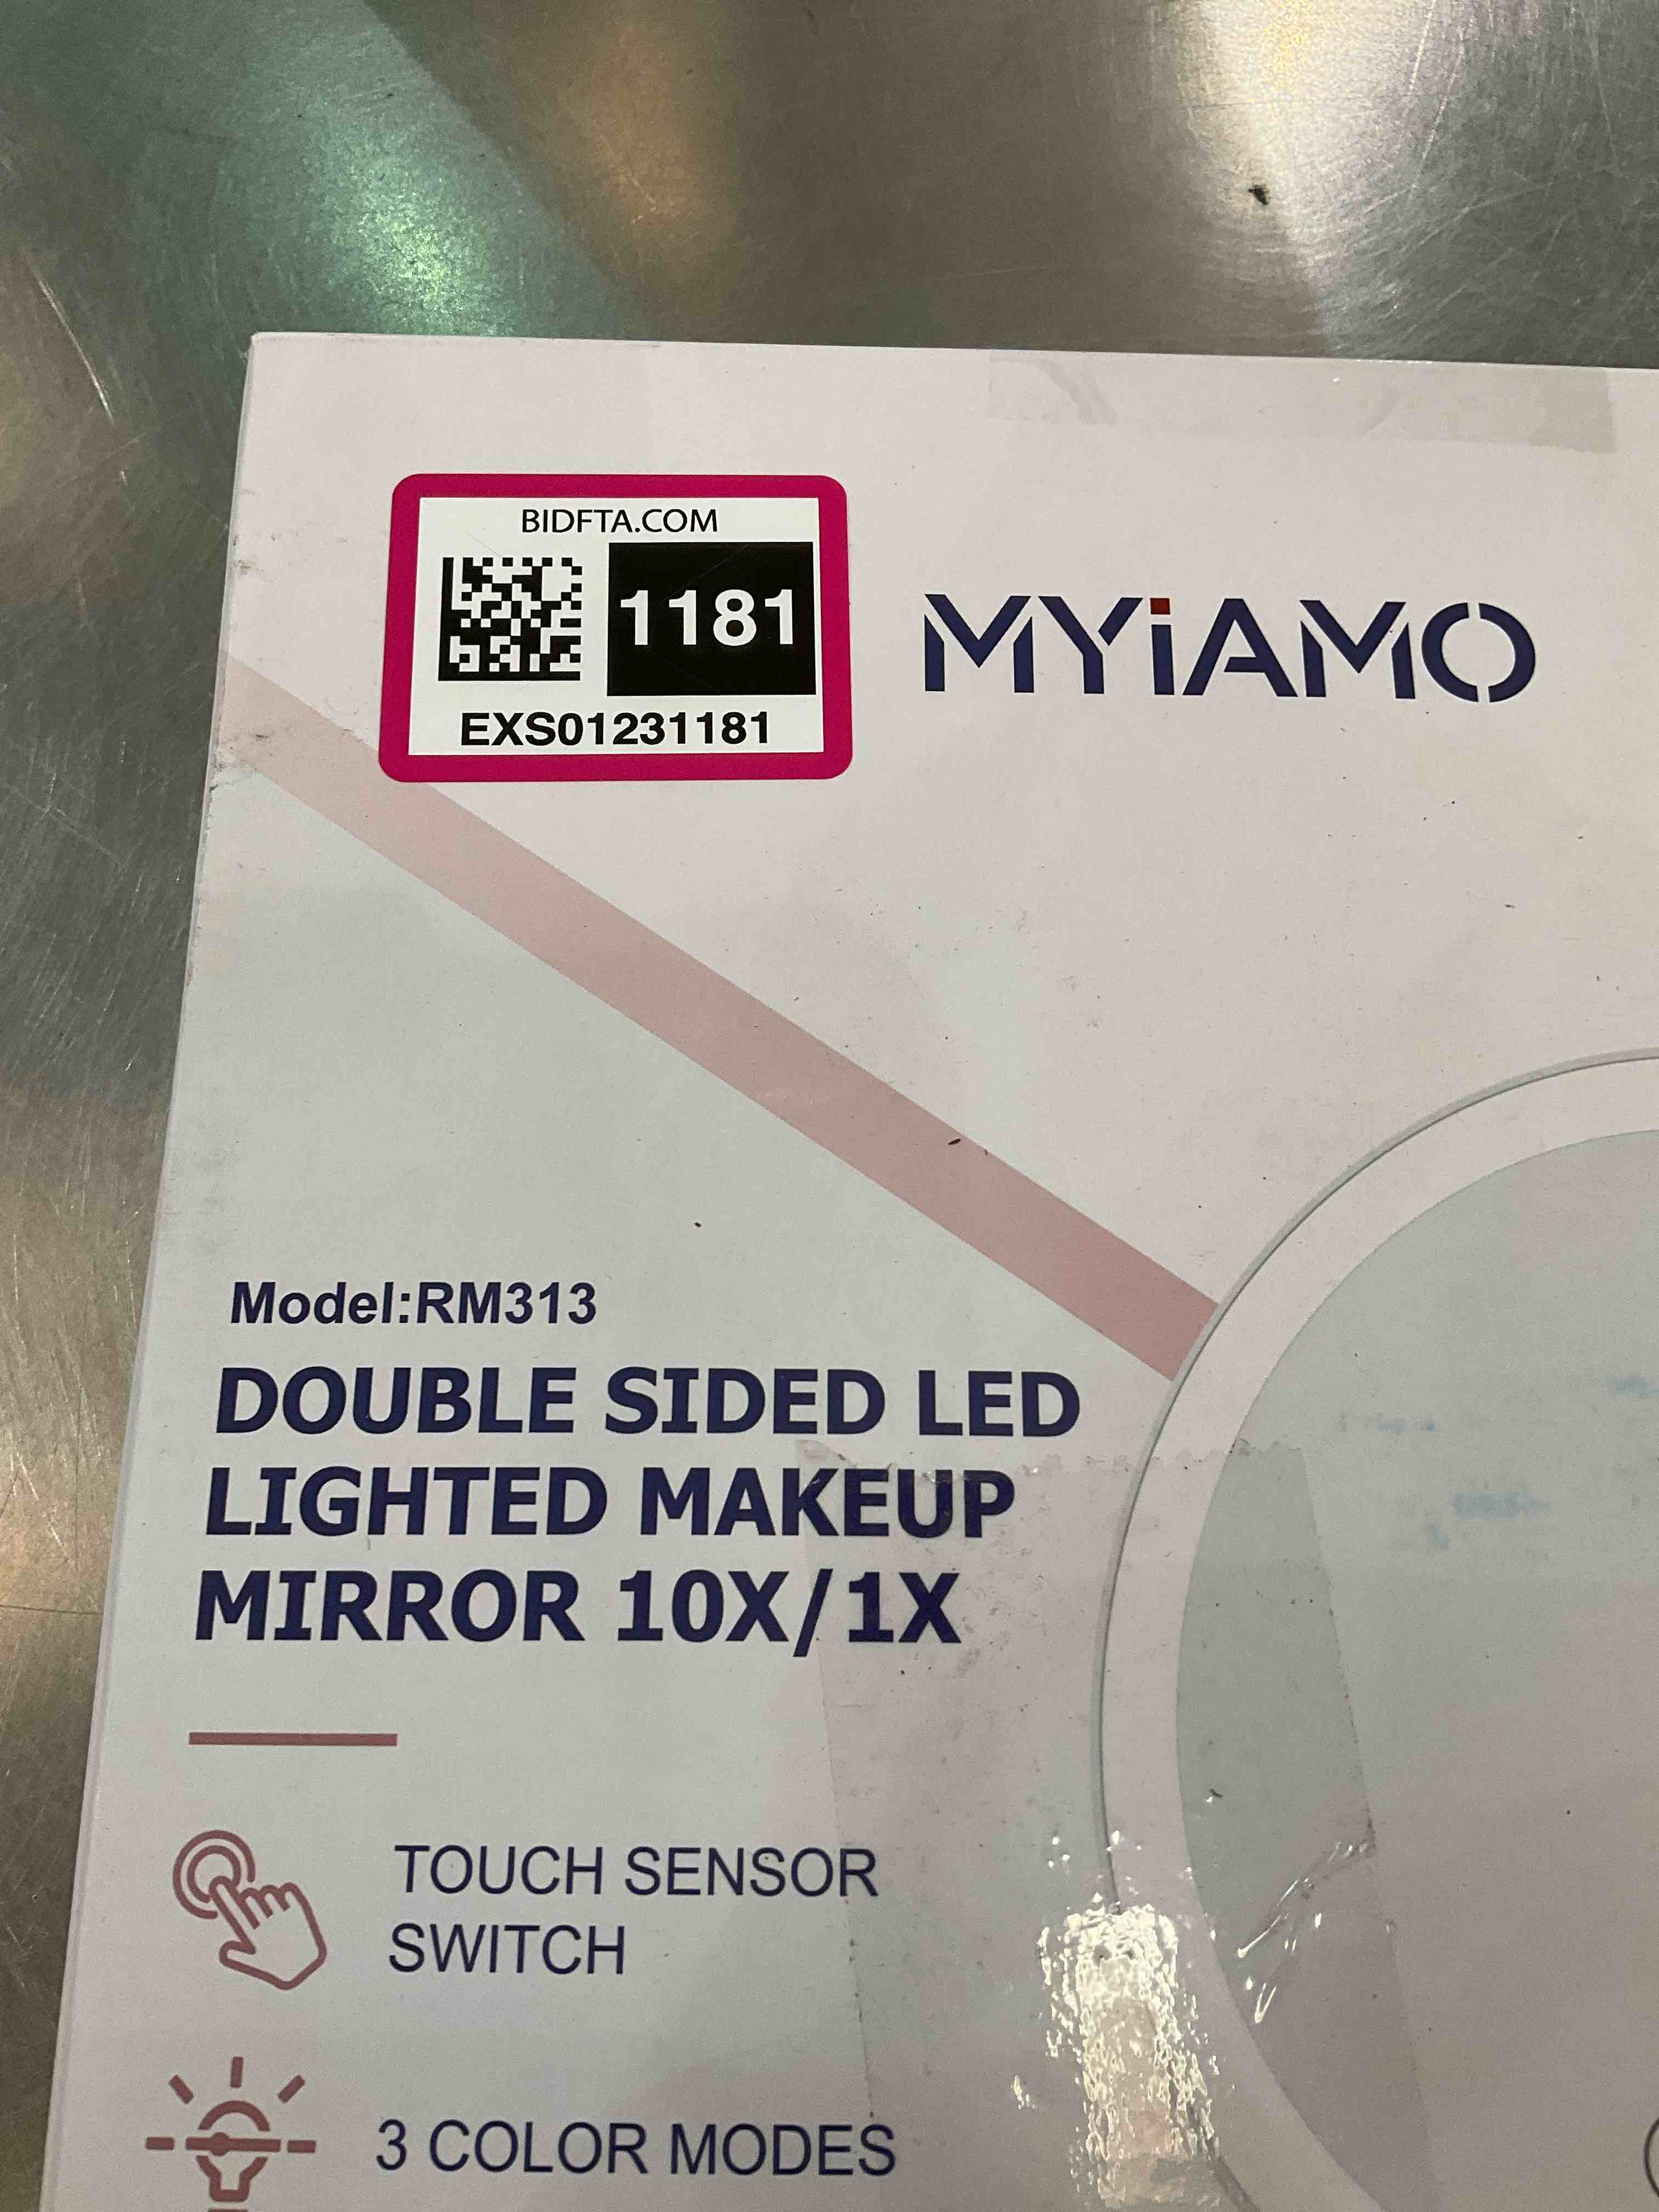 BIDFTA.COM
1181
EXS01231181
MYiAMO
Model:RM313
DOUBLE SIDED LED
LIGHTED MAKEUP
MIRROR 10X/1X
TOUCH SENSOR
SWITCH
3 COLOR MODES